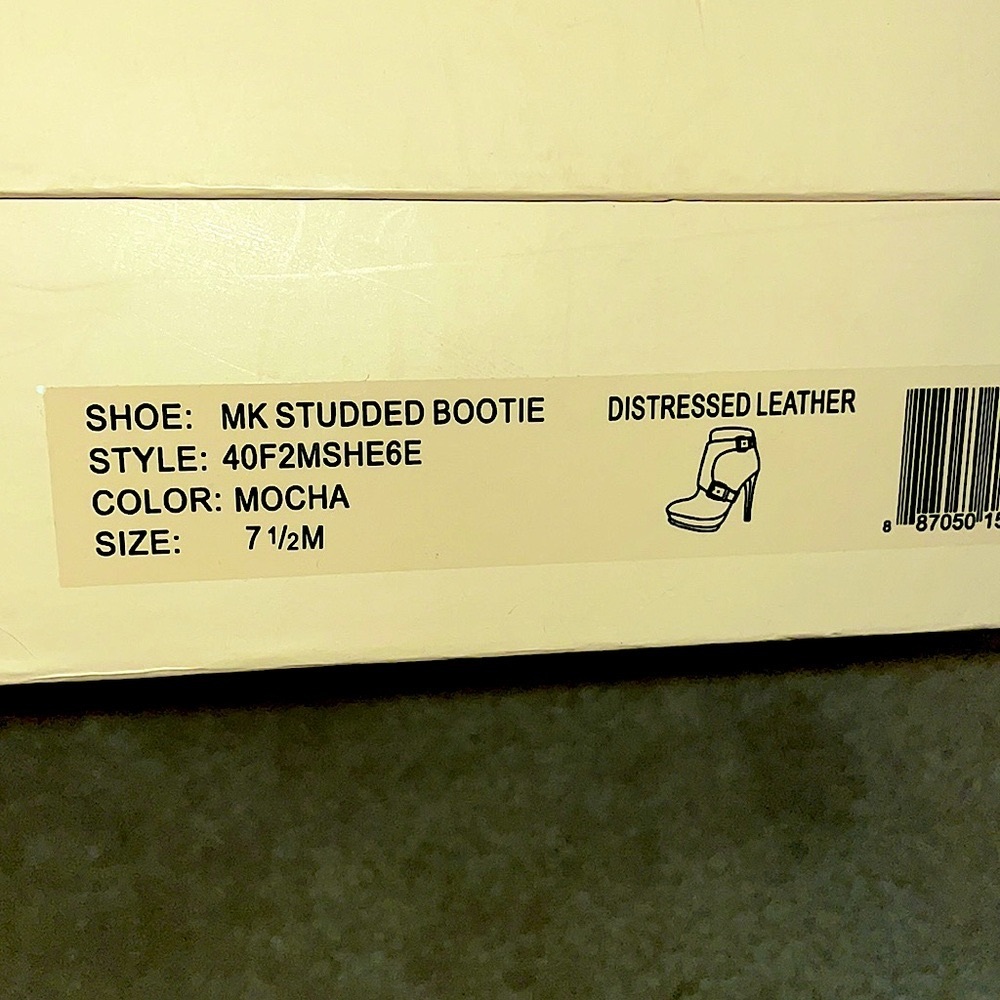 SHOE: MK STUDDED BOOTIE
STYLE: 40F2MSHE6E
COLOR: MOCHA
SIZE: 7 1/2M
DISTRESSED LEATHER
8 87050 15